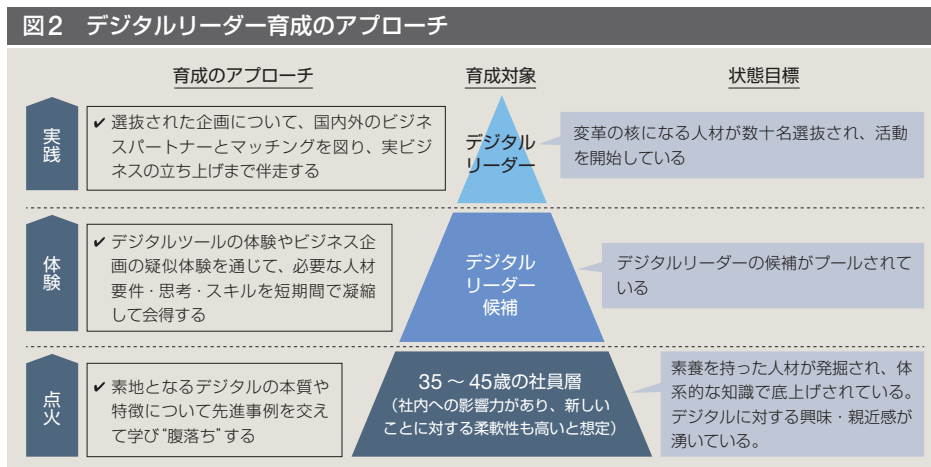 図2 デジタルリーダー育成のアプローチ
育成のアプローチ
育成対象
状態目標
実践
✔ 選抜された企画について、国内外のビジネ
スパートナーとマッチングを図り、実ビジ
ネスの立ち上げまで伴走する
デジタル
リーダー
変革の核になる人材が数十名選抜され、活動
を開始している
体験
✔ デジタルツールの体験やビジネス企
画の疑似体験を通じて、必要な人材
要件・思考・スキルを短期間で凝縮
して会得する
デジタル
リーダー
候補
デジタルリーダーの候補がプールされて
いる
点火
✔ 素地となるデジタルの本質や
特徴について先進事例を交え
て学び“腹落ち”する
35 ～ 45歳の社員層
（社内への影響力があり、新しい
ことに対する柔軟性も高いと想定）
素養を持った人材が発掘され、体
系的な知識で底上げされている。
デジタルに対する興味・親近感が
湧いている。